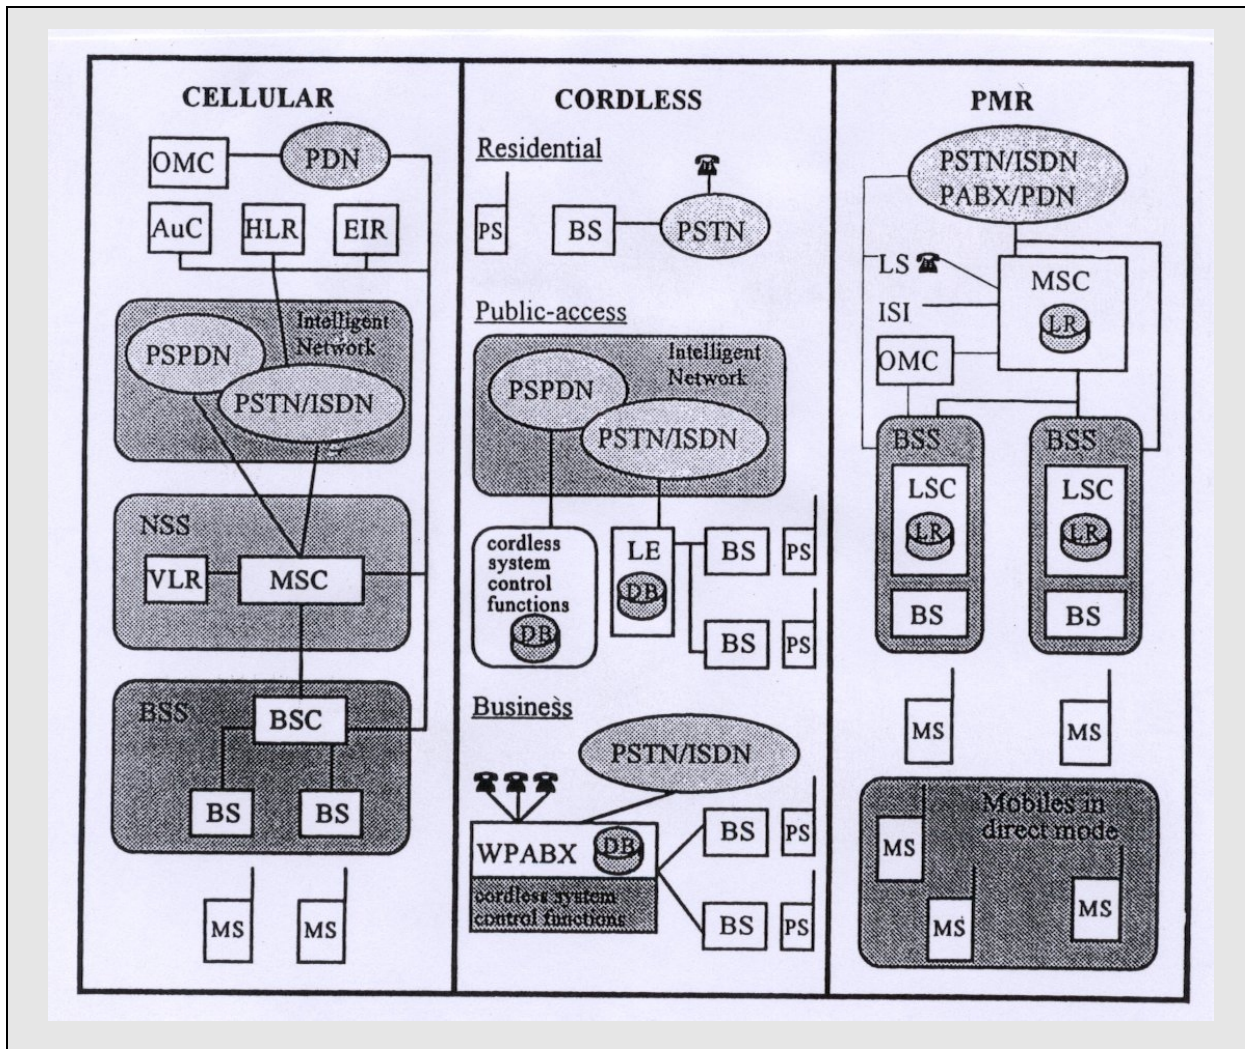 CELLULAR
OMC
PDN
AuC
HLR
EIR
Intelligent
Network
PSPDN
PSTN/ISDN
NSS
VLR
MSC
BSS
BSC
BS
BS
MS
MS
CORDLESS
Residential
PS
BS
PSTN
Public-access
Intelligent
Network
PSPDN
PSTN/ISDN
cordless
system
control
functions
DB
LE
DB
BS
PS
BS
PS
Business
PSTN/ISDN
WPABX
DB
cordless system
control functions
BS
PS
BS
PS
PMR
PSTN/ISDN
PABX/PDN
LS
MSC
LR
ISI
OMC
BSS
BSS
LSC
LSC
LR
LR
BS
BS
MS
MS
Mobiles in
direct mode
MS
MS
MS